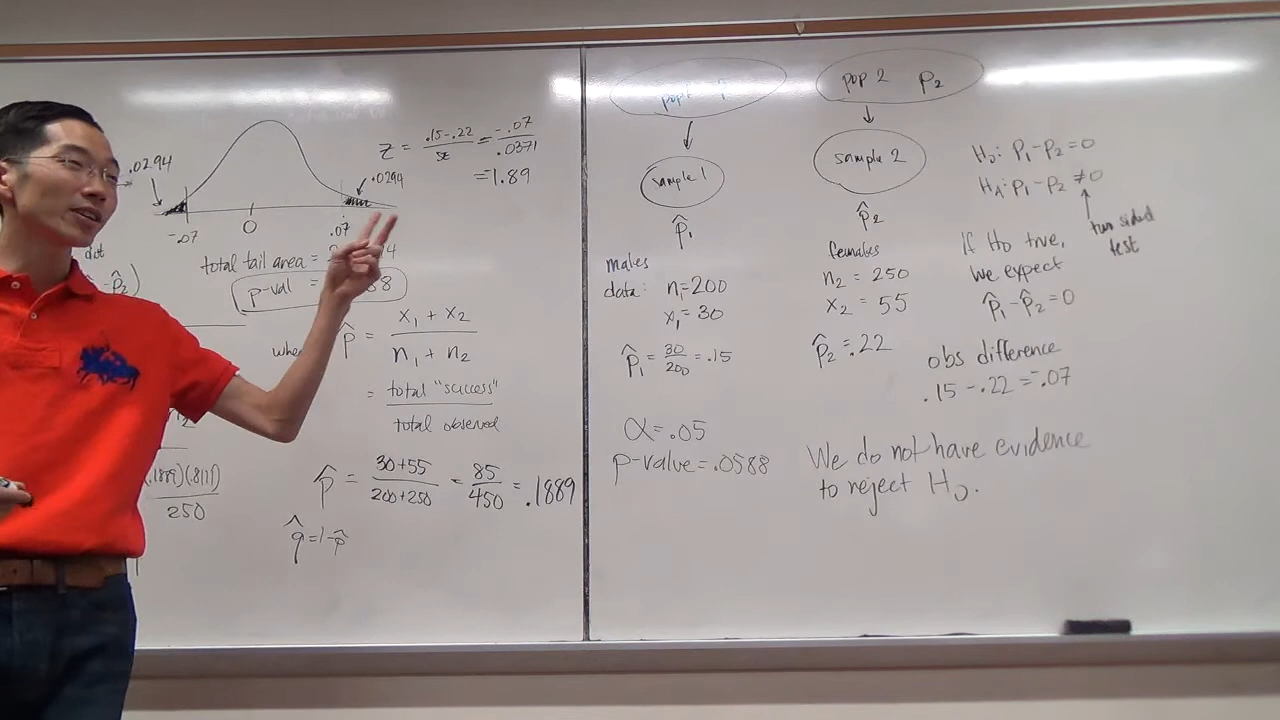 .0294
z = .15-.22 / se = -.07 / .0371
= -1.89
.0294
-.07 0 .07
total tail area =
p-val =
p̂ = x₁ + x₂ / n₁ + n₂
= total "success" / total observed
p̂₂)
(.1889)(.811) / 250
p̂ = 30+55 / 200+250 = 85 / 450 = .1889
q̂ = 1-p̂
pop 2 p₂
sample 1
sample 2
p̂₁
p̂₂
males
data: n₁=200
x₁=30
p̂₁ = 30/200 = .15
females
n₂ = 250
x₂ = 55
p̂₂ = .22
α = .05
p-value = .0588
H₀: p₁-p₂ = 0
H_A: p₁-p₂ ≠ 0
two sided
test
If H₀ true,
we expect
p̂₁-p̂₂ = 0
obs difference
.15 - .22 = -.07
We do not have evidence
to reject H₀.